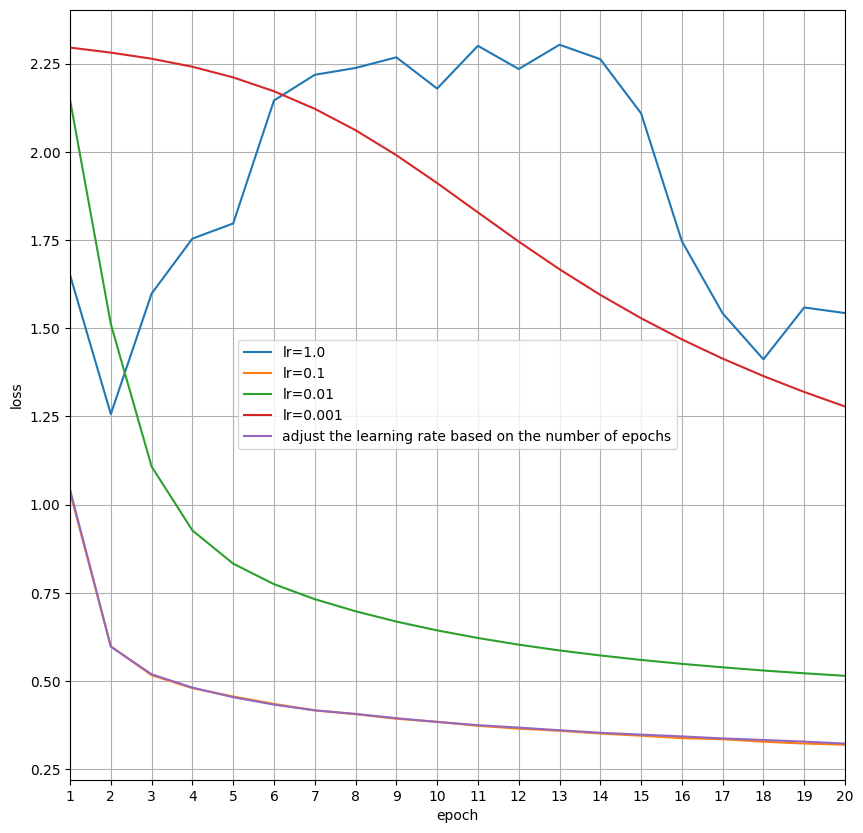 2.25
2.00
1.75
1.50
1.25
1.00
0.75
0.50
0.25
loss
lr=1.0
lr=0.1
lr=0.01
lr=0.001
adjust the learning rate based on the number of epochs
1 2 3 4 5 6 7 8 9 10 11 12 13 14 15 16 17 18 19 20
epoch